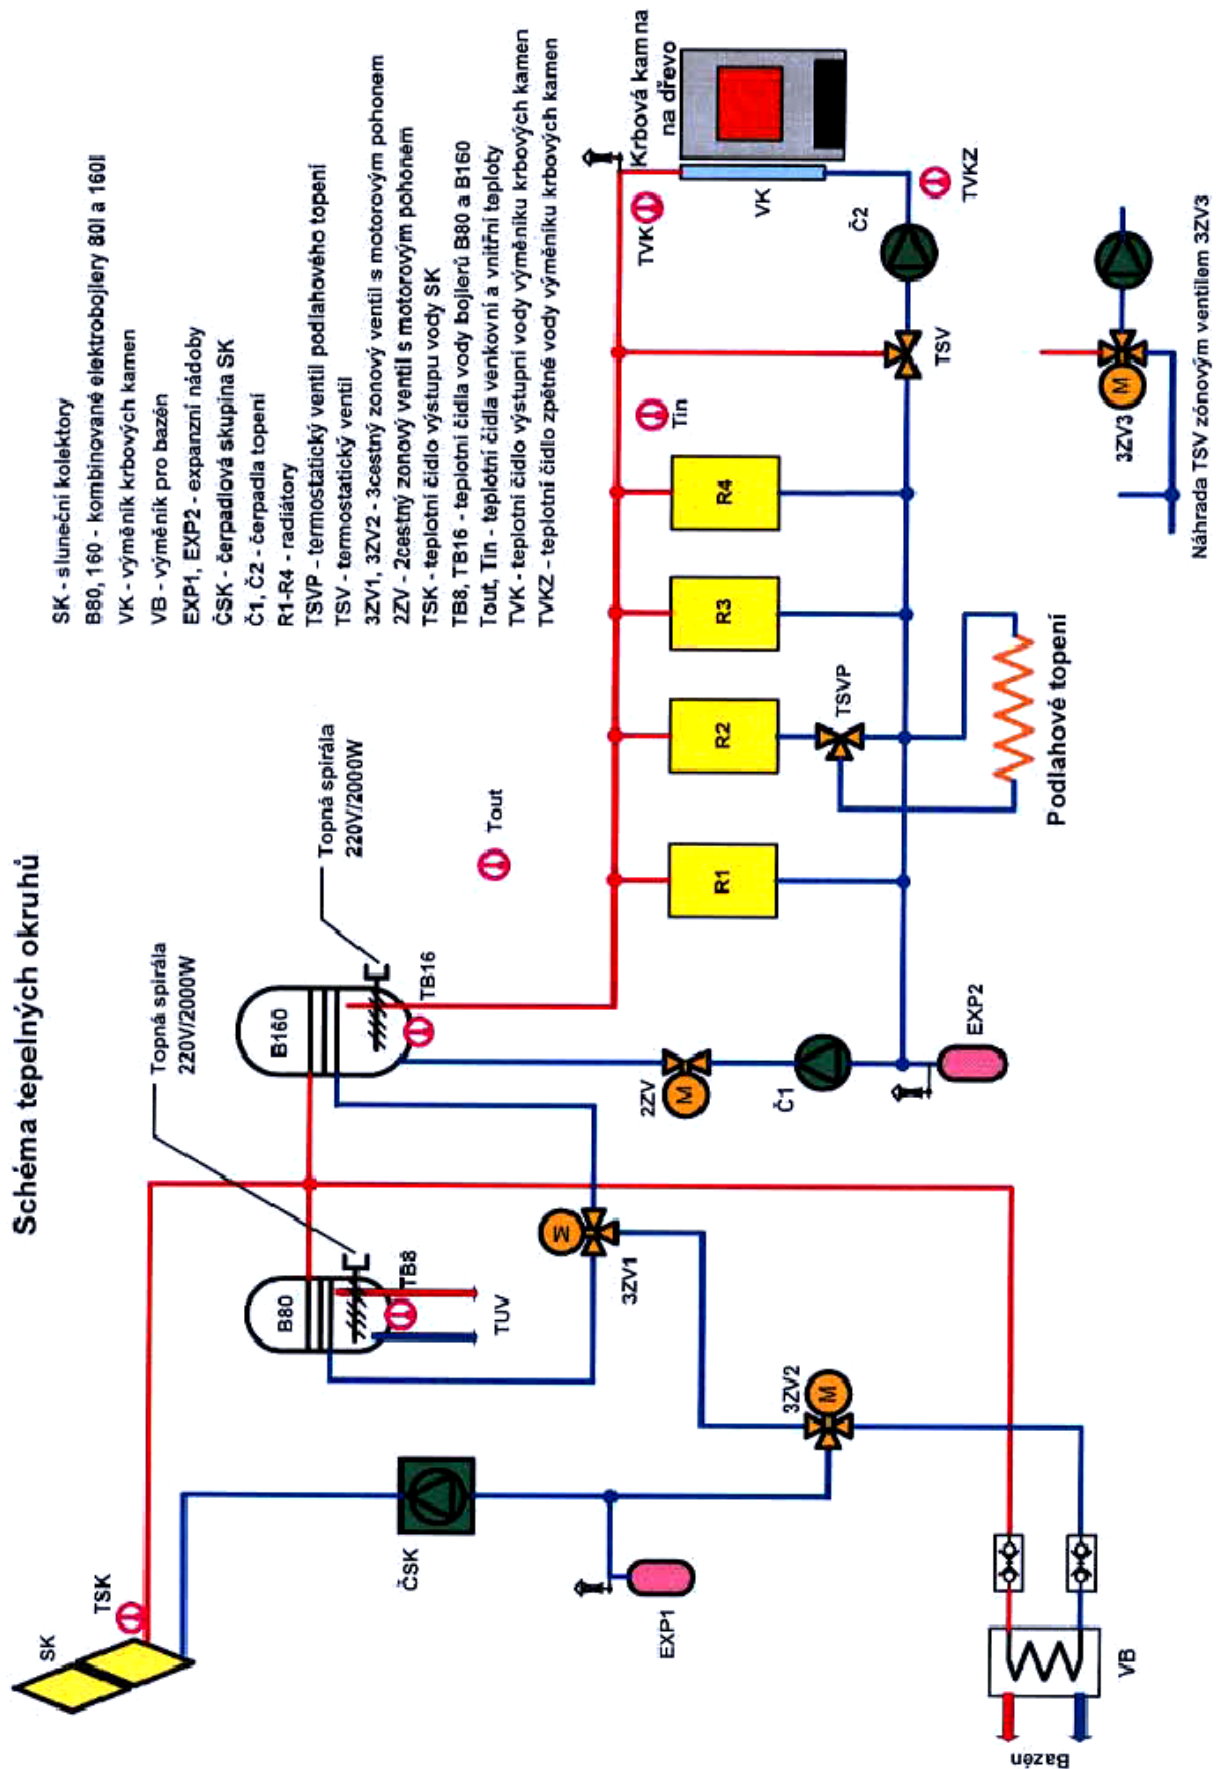 Schéma tepelných okruhů
SK - sluneční kolektory
B80, 160 - kombinované elektrobojlery 80l a 160l
VK - výměník krbových kamen
VB - výměník pro bazén
EXP1, EXP2 - expanzní nádoby
ČSK - čerpadlová skupina SK
Č1, Č2 - čerpadla topení
R1-R4 - radiátory
TSVP - termostatický ventil podlahového topení
TSV - termostatický ventil
3ZV1, 3ZV2 - 3cestný zonový ventil s motorovým pohonem
2ZV - 2cestný zonový ventil s motorovým pohonem
TSK - teplotní čídlo výstupu vody SK
TB8, TB16 - teplotní čidla vody bojlerů B80 a B160
Tout, Tin - teplotní čidla venkovní a vnitřní teploty
TVK - teplotní čidlo výstupní vody výměníku krbových kamen
TVKZ - teplotní čidlo zpětné vody výměníku krbových kamen
SK
TSK
Topná spirála
220V/2000W
Topná spirála
220V/2000W
B80
TB8
TUV
B160
TB16
Tout
ČSK
EXP1
3ZV1
M
3ZV2
M
2ZV
M
Č1
EXP2
R1
R2
R3
R4
TSVP
Podlahové topení
Tin
TVK
Krbová kamna
na dřevo
VK
Č2
TSV
TVKZ
3ZV3
M
Náhrada TSV zónovým ventilem 3ZV3
Bazén
VB